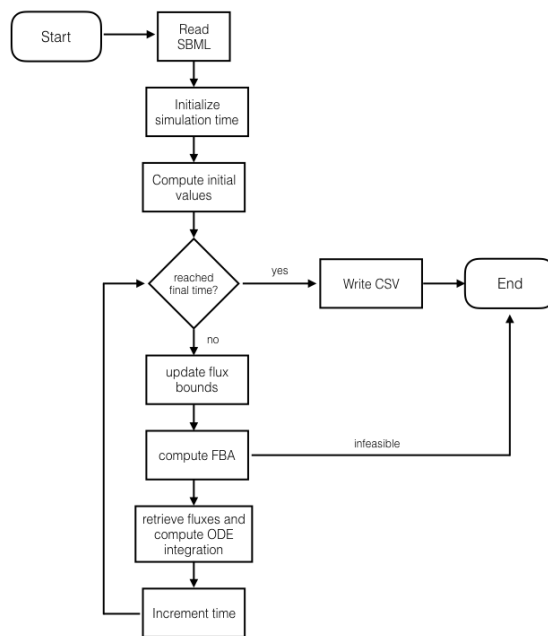 Start
Read
SBML
Initialize
simulation time
Compute initial
values
reached
final time?
yes
Write CSV
End
no
update flux
bounds
compute FBA
infeasible
retrieve fluxes and
compute ODE
integration
Increment time